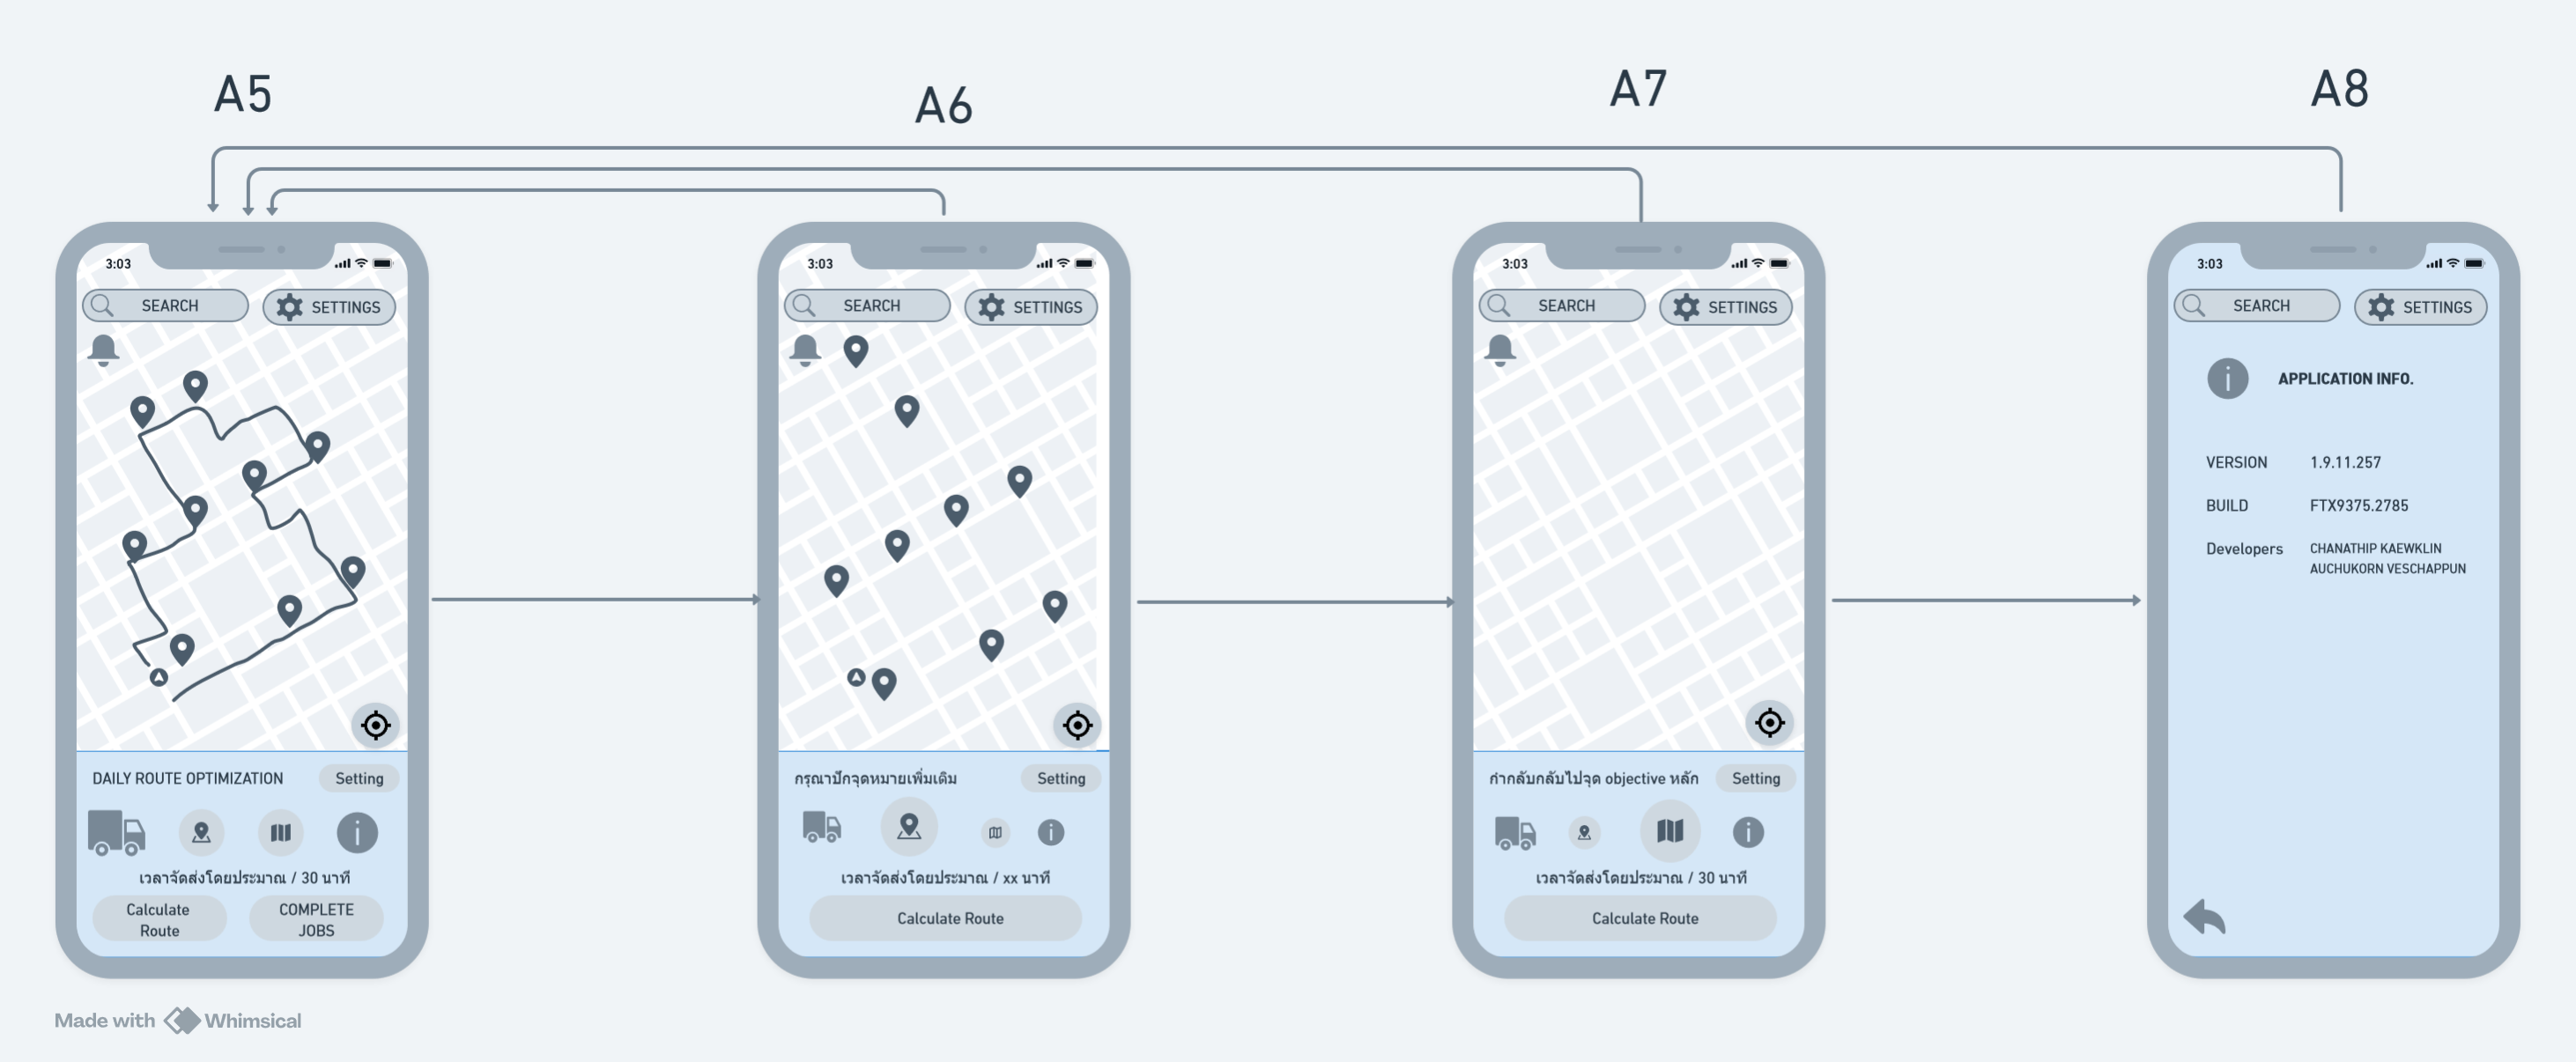 A5
A6
A7
A8
3:03
SEARCH
SETTINGS
DAILY ROUTE OPTIMIZATION
Setting
เวลาจัดส่งโดยประมาณ / 30 นาที
Calculate
Route
COMPLETE
JOBS
3:03
SEARCH
SETTINGS
กรุณาปักจุดหมายเพิ่มเติม
Setting
เวลาจัดส่งโดยประมาณ / xx นาที
Calculate Route
3:03
SEARCH
SETTINGS
ถ่ากลับกลับไปจุด objective หลัก
Setting
เวลาจัดส่งโดยประมาณ / 30 นาที
Calculate Route
3:03
SEARCH
SETTINGS
APPLICATION INFO.
VERSION 1.9.11.257
BUILD FTX9375.2785
Developers CHANATHIP KAEWKLIN
AUCHUKORN VESCHAPPUN
Made with Whimsical